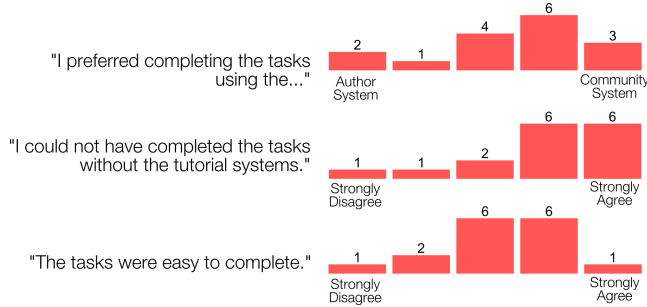 2 1 4 6 3
"I preferred completing the tasks
using the..."
Author
System
Community
System
1 1 2 6 6
"I could not have completed the tasks
without the tutorial systems."
Strongly
Disagree
Strongly
Agree
1 2 6 6 1
"The tasks were easy to complete."
Strongly
Disagree
Strongly
Agree